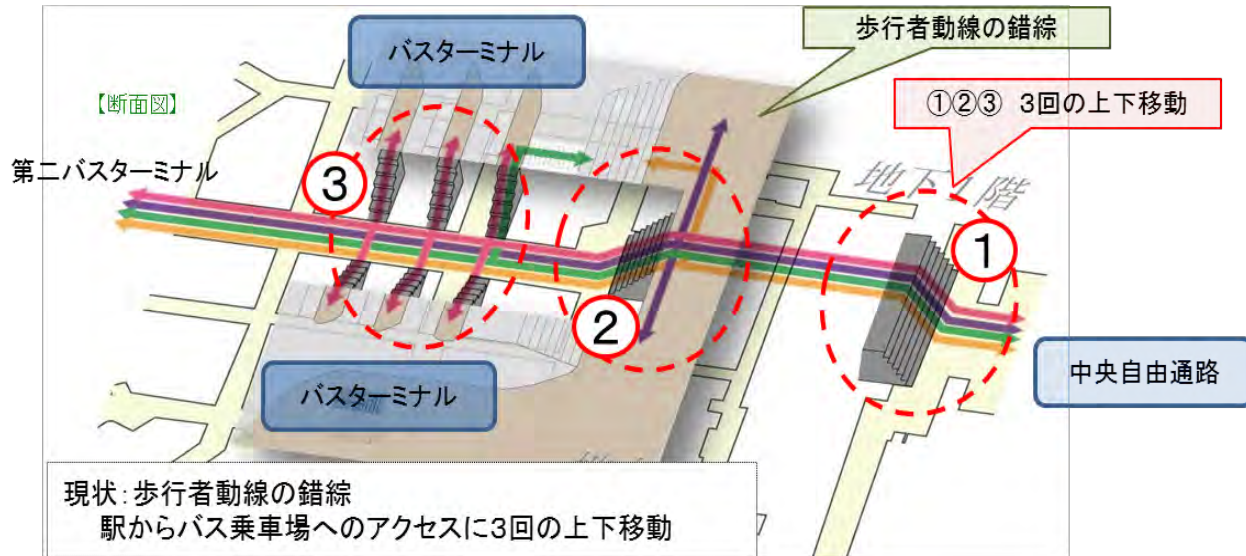 バスターミナル
歩行者動線の錯綜
①②③ 3回の上下移動
【断面図】
地下1階
第二バスターミナル
3
1
2
中央自由通路
バスターミナル
現状:歩行者動線の錯綜
駅からバス乗車場へのアクセスに3回の上下移動